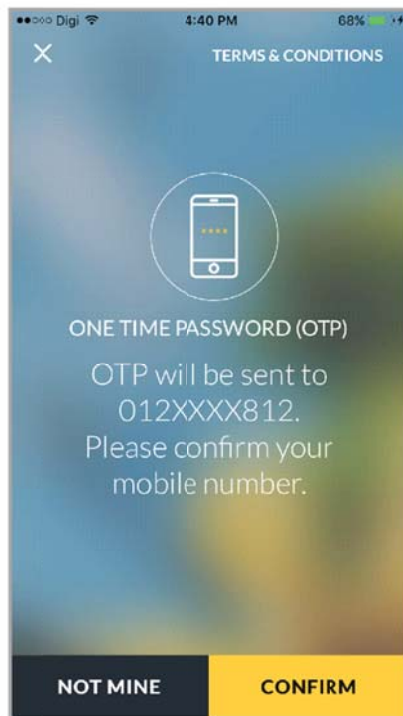 Digi 4:40 PM 68%
TERMS & CONDITIONS
ONE TIME PASSWORD (OTP)
OTP will be sent to
012XXXX812.
Please confirm your
mobile number.
NOT MINE CONFIRM